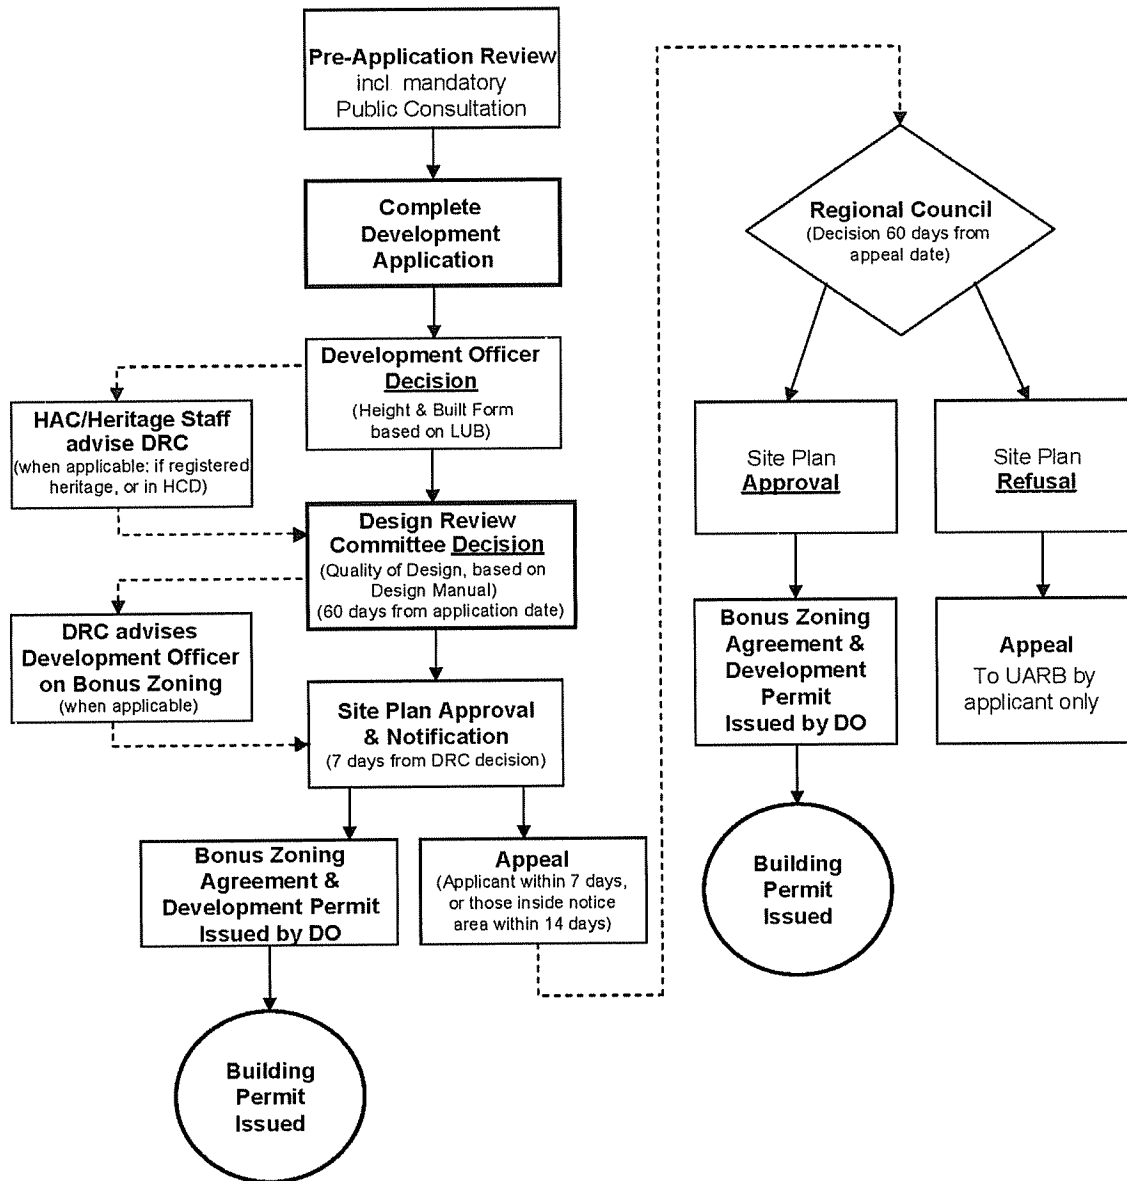 Pre-Application Review
incl. mandatory
Public Consultation
Complete
Development
Application
Development Officer
Decision
(Height & Built Form
based on LUB)
HAC/Heritage Staff
advise DRC
(when applicable: if registered
heritage, or in HCD)
Design Review
Committee Decision
(Quality of Design, based on
Design Manual)
(60 days from application date)
DRC advises
Development Officer
on Bonus Zoning
(when applicable)
Site Plan Approval
& Notification
(7 days from DRC decision)
Bonus Zoning
Agreement &
Development Permit
Issued by DO
Appeal
(Applicant within 7 days,
or those inside notice
area within 14 days)
Building
Permit
Issued
Regional Council
(Decision 60 days from
appeal date)
Site Plan
Approval
Site Plan
Refusal
Bonus Zoning
Agreement &
Development
Permit
Issued by DO
Appeal
To UARB by
applicant only
Building
Permit
Issued